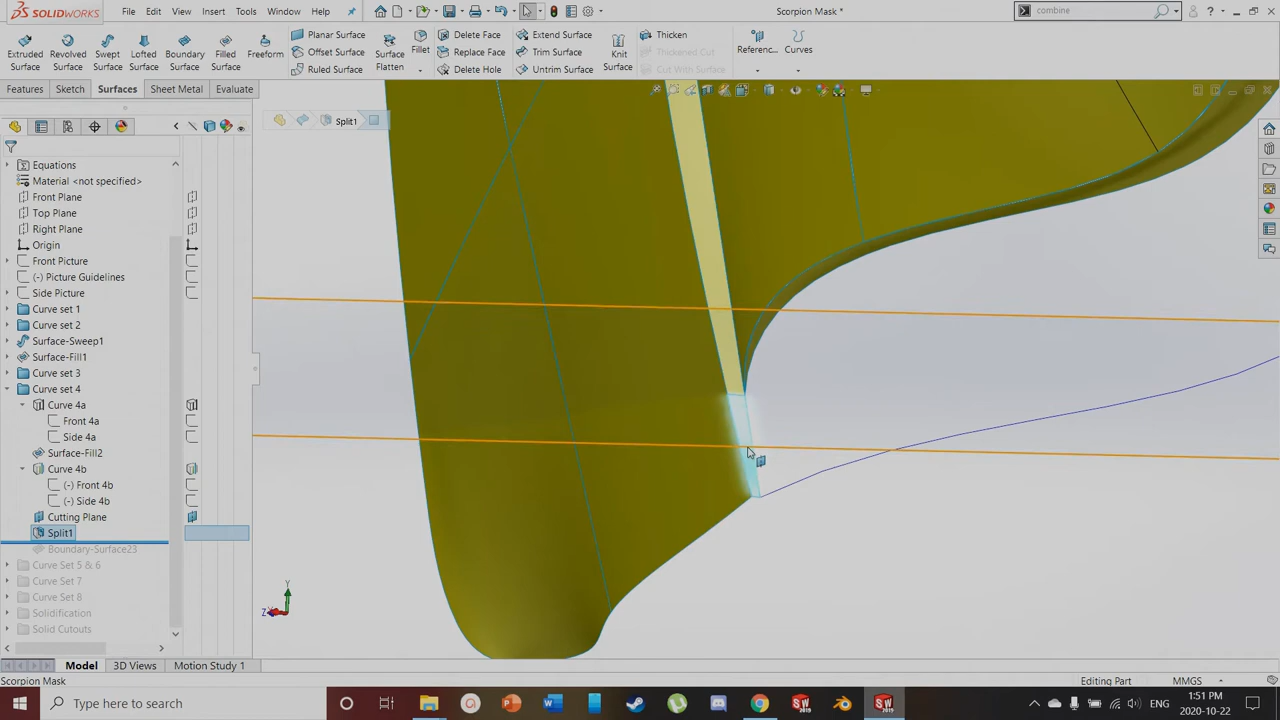 SOLIDWORKS File Edit View Insert Tools Window Help Scorpion Mask * combine
Extruded Surface Revolved Surface Swept Surface Lofted Surface Boundary Surface Filled Surface Freeform
Planar Surface
Offset Surface
Ruled Surface
Surface Flatten
Fillet
Delete Face
Replace Face
Delete Hole
Extend Surface
Trim Surface
Untrim Surface
Knit Surface
Thicken
Thickened Cut
Cut With Surface
Referenc...
Curves
Features Sketch Surfaces Sheet Metal Evaluate
Split1
Equations
Material <not specified>
Front Plane
Top Plane
Right Plane
Origin
Front Picture
(-) Picture Guidelines
Side Picture
Curve set 1
Curve set 2
Surface-Sweep1
Surface-Fill1
Curve set 3
Curve set 4
Curve 4a
Front 4a
Side 4a
Surface-Fill2
Curve 4b
(-) Front 4b
(-) Side 4b
Cutting Plane
Split1
Boundary-Surface23
Curve Set 5 & 6
Curve Set 7
Curve Set 8
Solidification
Solid Cutouts
Y
Z
Model 3D Views Motion Study 1
Scorpion Mask Editing Part MMGS
Type here to search
ENG
1:51 PM
2020-10-22